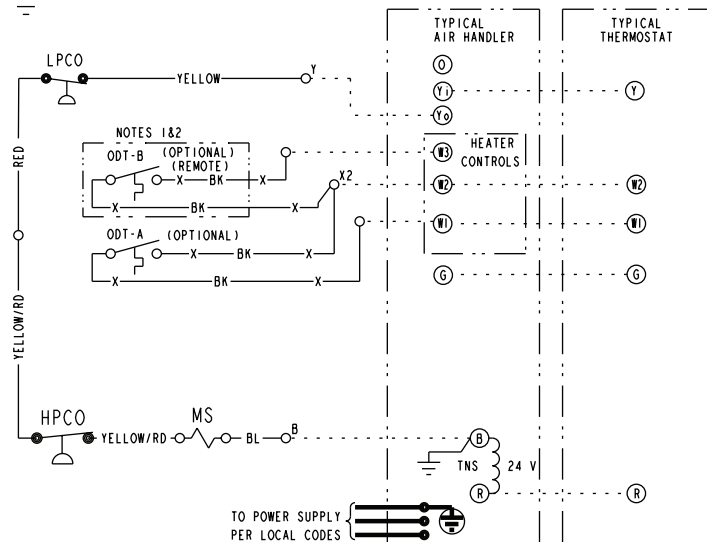 TYPICAL
AIR HANDLER
TYPICAL
THERMOSTAT
LPCO
YELLOW
Y
O
Yi
Y
Yo
RED
NOTES 1&2
ODT-B (OPTIONAL)
(REMOTE)
X BK X
X BK X
X2
W3
HEATER
CONTROLS
W2
W2
ODT-A (OPTIONAL)
X BK X
X BK X
W1
W1
G
G
YELLOW/RD
HPCO
YELLOW/RD
MS
BL
B
B
TNS 24 V
R
R
TO POWER SUPPLY
PER LOCAL CODES